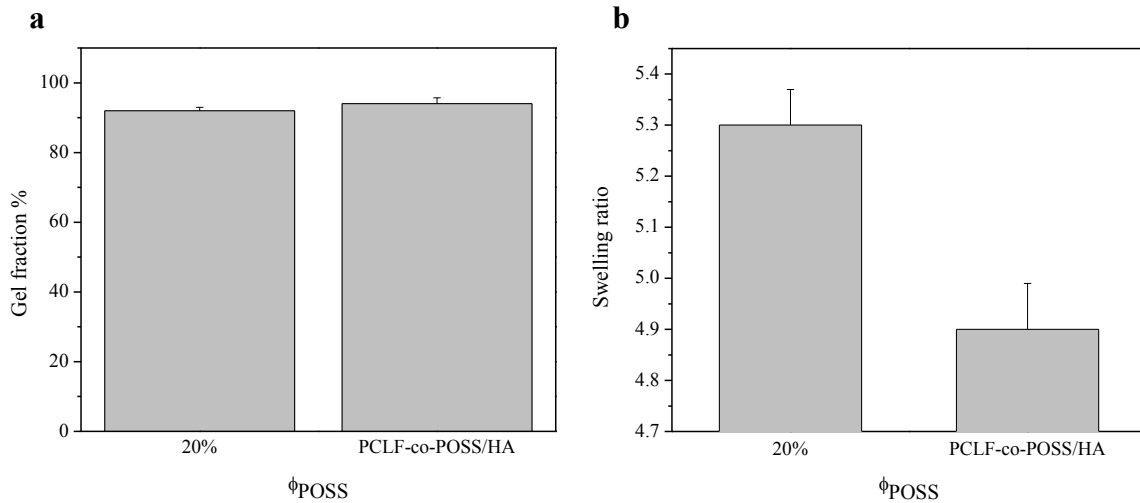 a
Gel fraction %
100
80
60
40
20
0
20%
PCLF-co-POSS/HA
ϕPOSS
b
Swelling ratio
5.4
5.3
5.2
5.1
5.0
4.9
4.8
4.7
20%
PCLF-co-POSS/HA
ϕPOSS